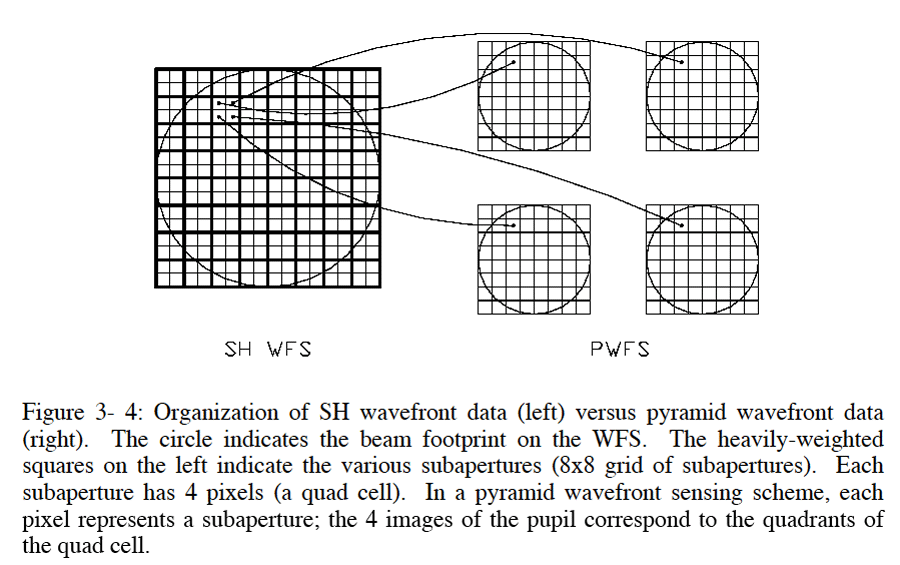 SH WFS
PWFS
Figure 3- 4: Organization of SH wavefront data (left) versus pyramid wavefront data
(right). The circle indicates the beam footprint on the WFS. The heavily-weighted
squares on the left indicate the various subapertures (8x8 grid of subapertures). Each
subaperture has 4 pixels (a quad cell). In a pyramid wavefront sensing scheme, each
pixel represents a subaperture; the 4 images of the pupil correspond to the quadrants of
the quad cell.